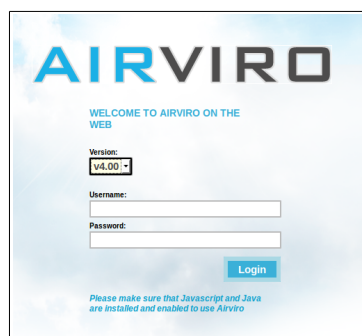 AIRVIRO
WELCOME TO AIRVIRO ON THE
WEB
Version:
v4.00
Username:
Password:
Login
Please make sure that Javascript and Java
are installed and enabled to use Airviro